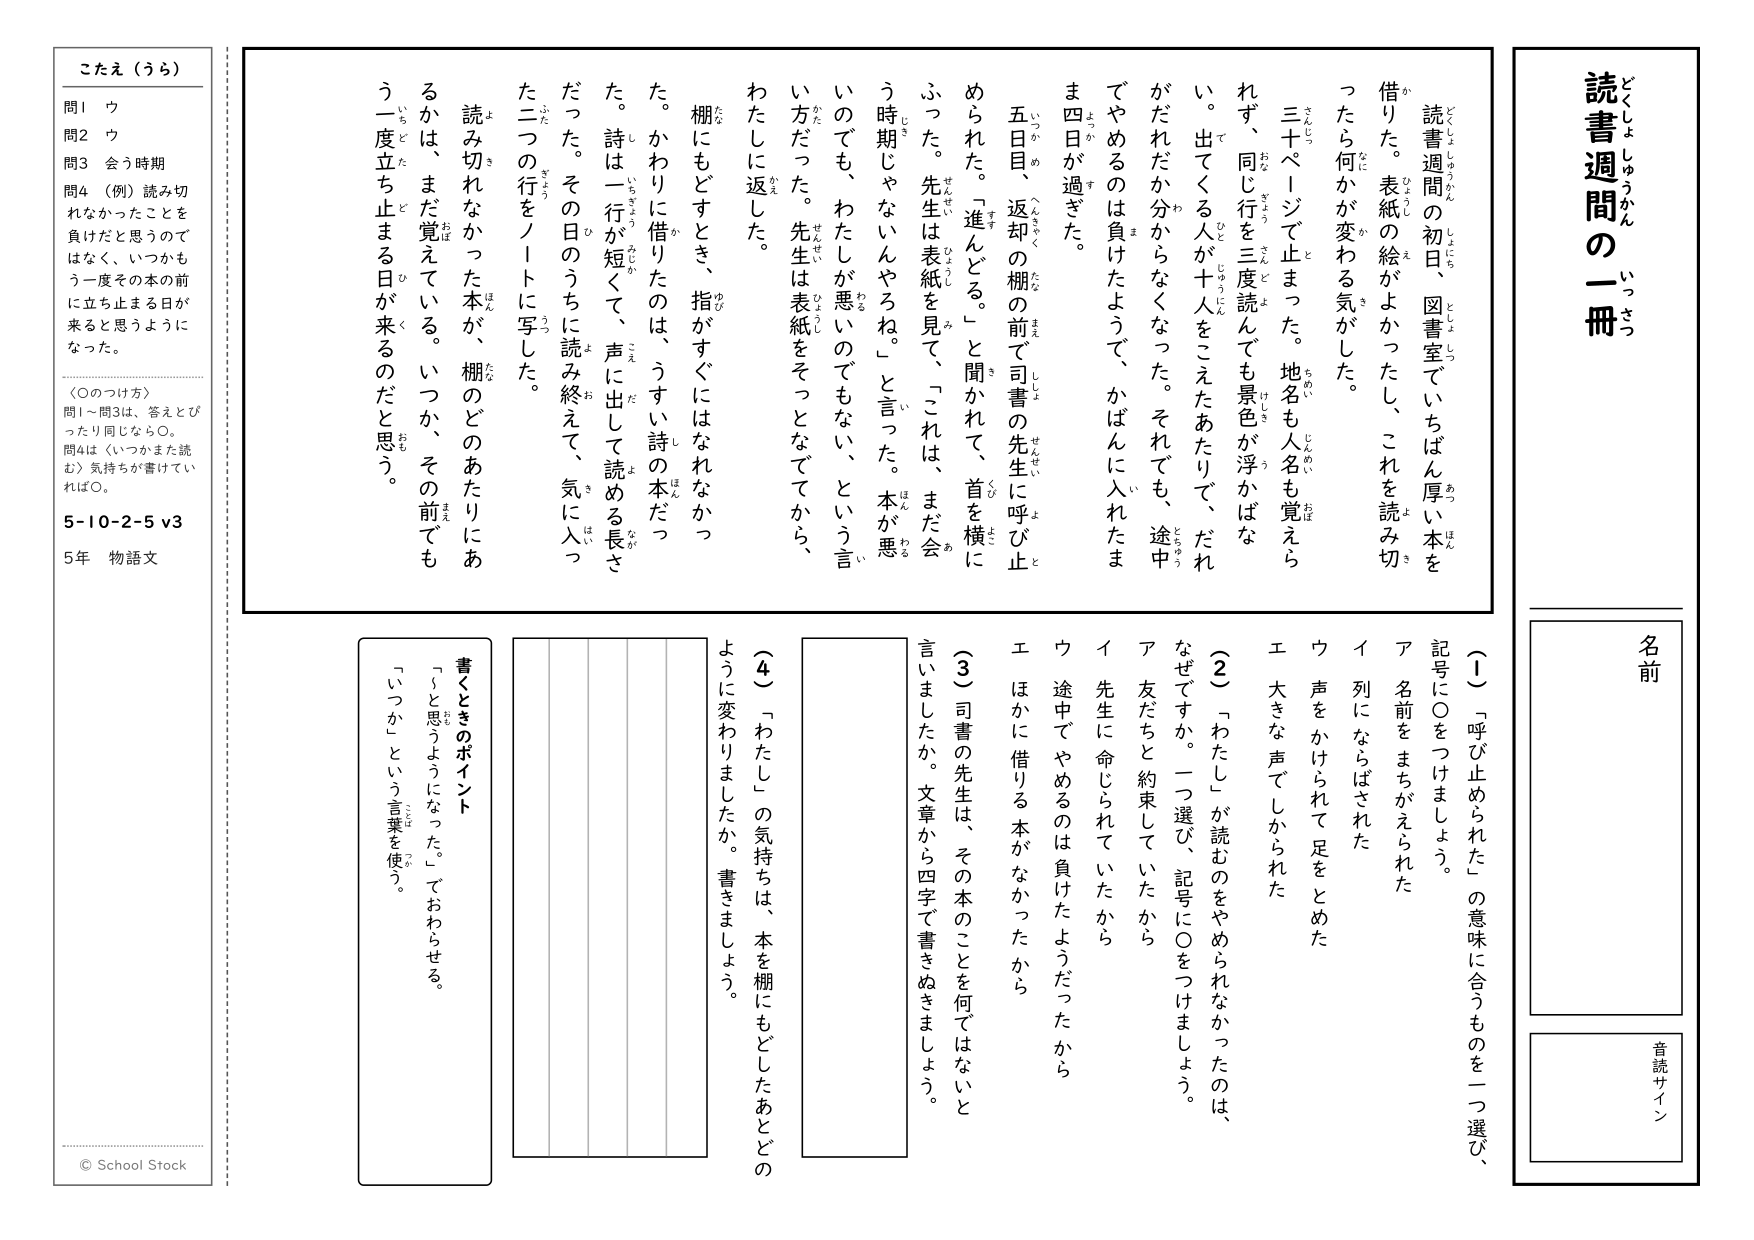 読書週間の一冊
名前
音読サイン
読書週間の初日、図書室でいちばん厚い本を
借りた。表紙の絵がよかったし、これを読み切
ったら何かが変わる気がした。
三十ページで止まった。地名も人名も覚えら
れず、同じ行を三度読んでも景色が浮かばな
い。出てくる人が十人をこえたあたりで、だれ
がだれだか分からなくなった。それでも、途中
でやめるのは負けたようで、かばんに入れたま
ま四日が過ぎた。
五日目、返却の棚の前で司書の先生に呼び止
められた。「進んどる。」と聞かれて、首を横に
ふった。先生は表紙を見て、「これは、まだ会
う時期じゃないんやろね。」と言った。本が悪
いのでも、わたしが悪いのでもない、という言
い方だった。先生は表紙をそっとなでてから、
わたしに返した。
棚にもどすとき、指がすぐにはなれなかっ
た。かわりに借りたのは、うすい詩の本だっ
た。詩は一行が短くて、声に出して読める長さ
だった。その日のうちに読み終えて、気に入っ
た二つの行をノートに写した。
読み切れなかった本が、棚のどのあたりにあ
るかは、まだ覚えている。いつか、その前でも
う一度立ち止まる日が来るのだと思う。
(1)「呼び止められた」の意味に合うものを一つ選び、
記号に○をつけましょう。
ア 名前を まちがえられた
イ 列に ならばされた
ウ 声を かけられて 足を とめた
エ 大きな 声で しかられた
(2)「わたし」が読むのをやめられなかったのは、
なぜですか。一つ選び、記号に○をつけましょう。
ア 友だちと 約束して いた から
イ 先生に 命じられて いた から
ウ 途中で やめるのは 負けた ようだった から
エ ほかに 借りる 本が なかった から
(3)司書の先生は、その本のことを何ではないと
言いましたか。文章から四字で書きぬきましょう。
(4)「わたし」の気持ちは、本を棚にもどしたあとどの
ように変わりましたか。書きましょう。
書くときのポイント
「~と思うようになった。」でおわらせる。
「いつか」という言葉を使う。
こたえ(うら)
問1 ウ
問2 ウ
問3 会う時期
問4 (例)読み切
れなかったことを
負けだと思うので
はなく、いつかも
う一度その本の前
に立ち止まる日が
来ると思うように
なった。
〈○のつけ方〉
問1~問3は、答えとぴ
ったり同じなら○。
問4は〈いつかまた読
む〉気持ちが書けてい
れば○。
5-10-2-5 v3
5年 物語文
© School Stock